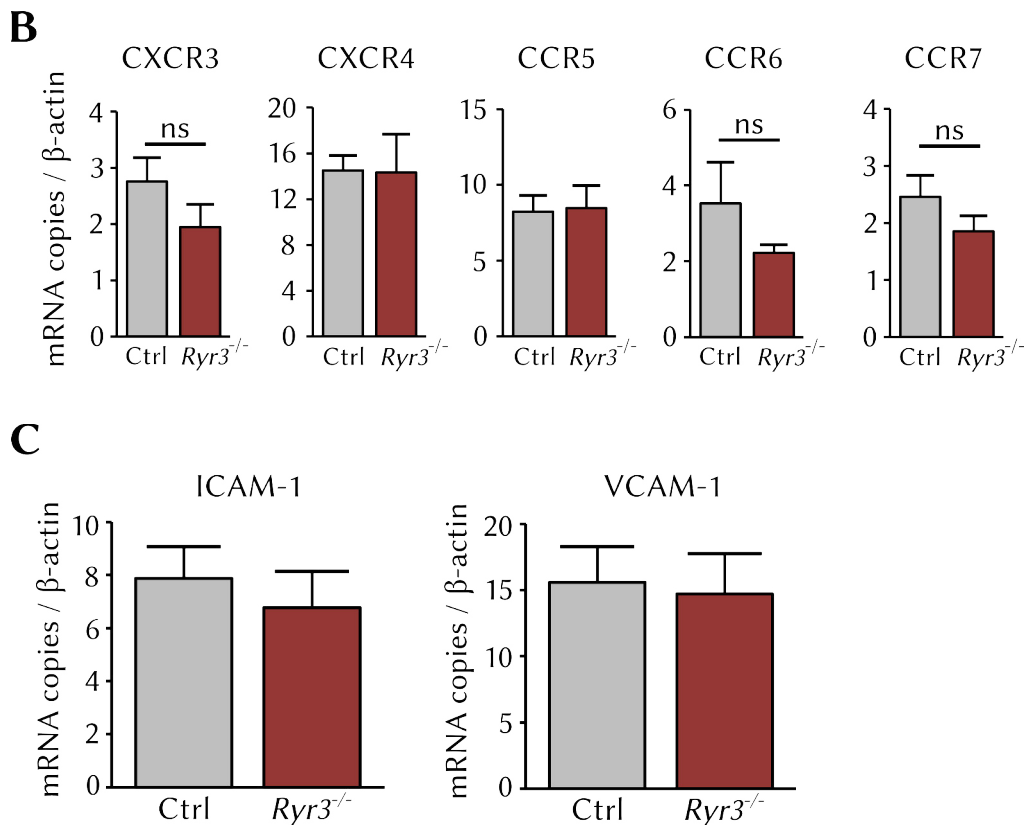 B
CXCR3 CXCR4 CCR5 CCR6 CCR7
mRNA copies / β-actin
4
3
2
1
0
ns
Ctrl Ryr3-/-
20
16
12
8
4
0
Ctrl Ryr3-/-
15
10
5
0
Ctrl Ryr3-/-
6
4
2
0
ns
Ctrl Ryr3-/-
4
3
2
1
0
ns
Ctrl Ryr3-/-
C
ICAM-1
mRNA copies / β-actin
10
8
6
4
2
0
Ctrl Ryr3-/-
VCAM-1
mRNA copies / β-actin
20
15
10
5
0
Ctrl Ryr3-/-